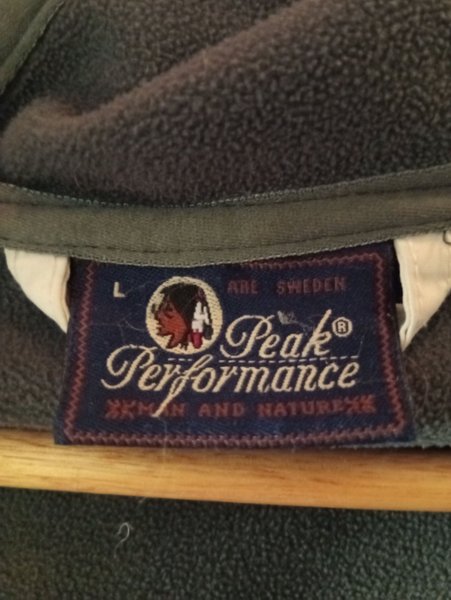 L ARE SWEDEN
Peak®
Performance
MAN AND NATURE